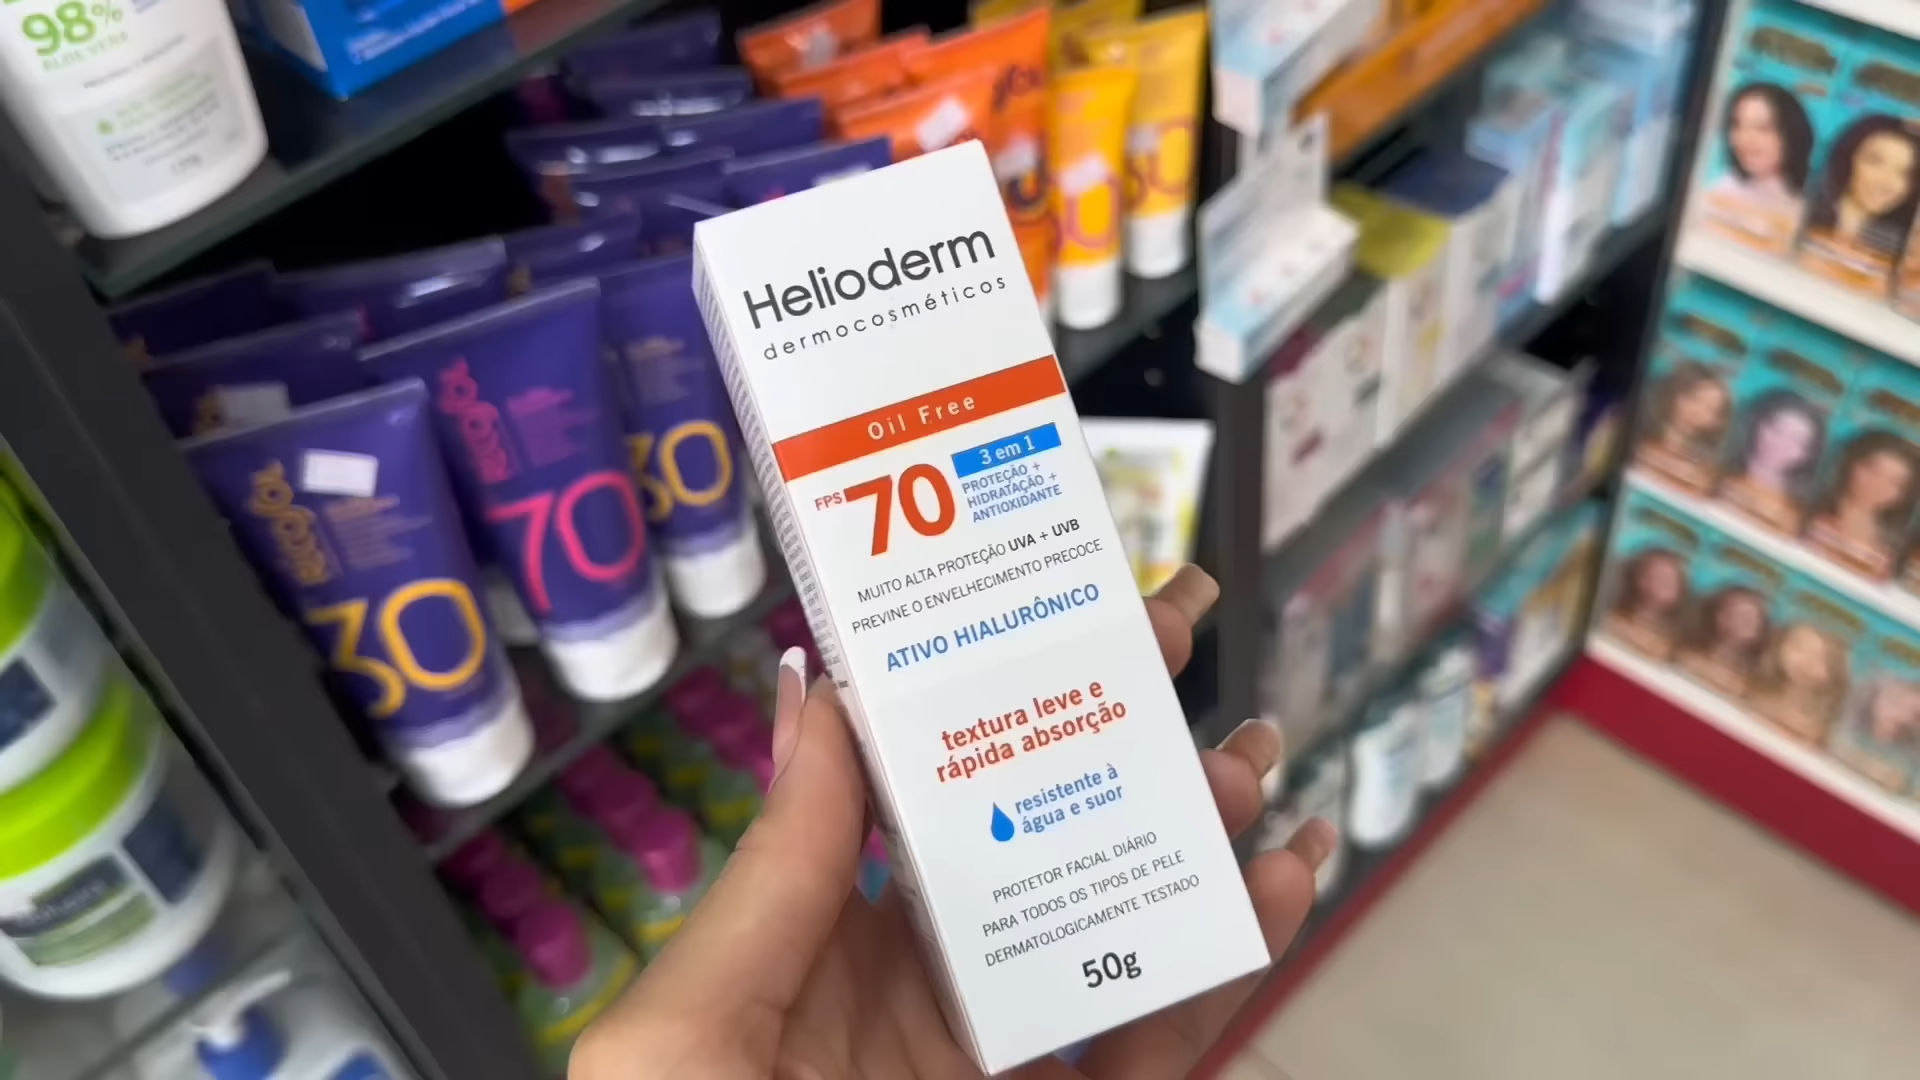 98%
ALOE VERA
Helioderm
dermocosméticos
Oil Free
FPS 70
3 em 1
PROTEÇÃO +
HIDRATAÇÃO +
ANTIOXIDANTE
MUITO ALTA PROTEÇÃO UVA + UVB
PREVINE O ENVELHECIMENTO PRECOCE
ATIVO HIALURÔNICO
textura leve e
rápida absorção
resistente à
água e suor
PROTETOR FACIAL DIÁRIO
PARA TODOS OS TIPOS DE PELE
DERMATOLOGICAMENTE TESTADO
50g
30
70
30